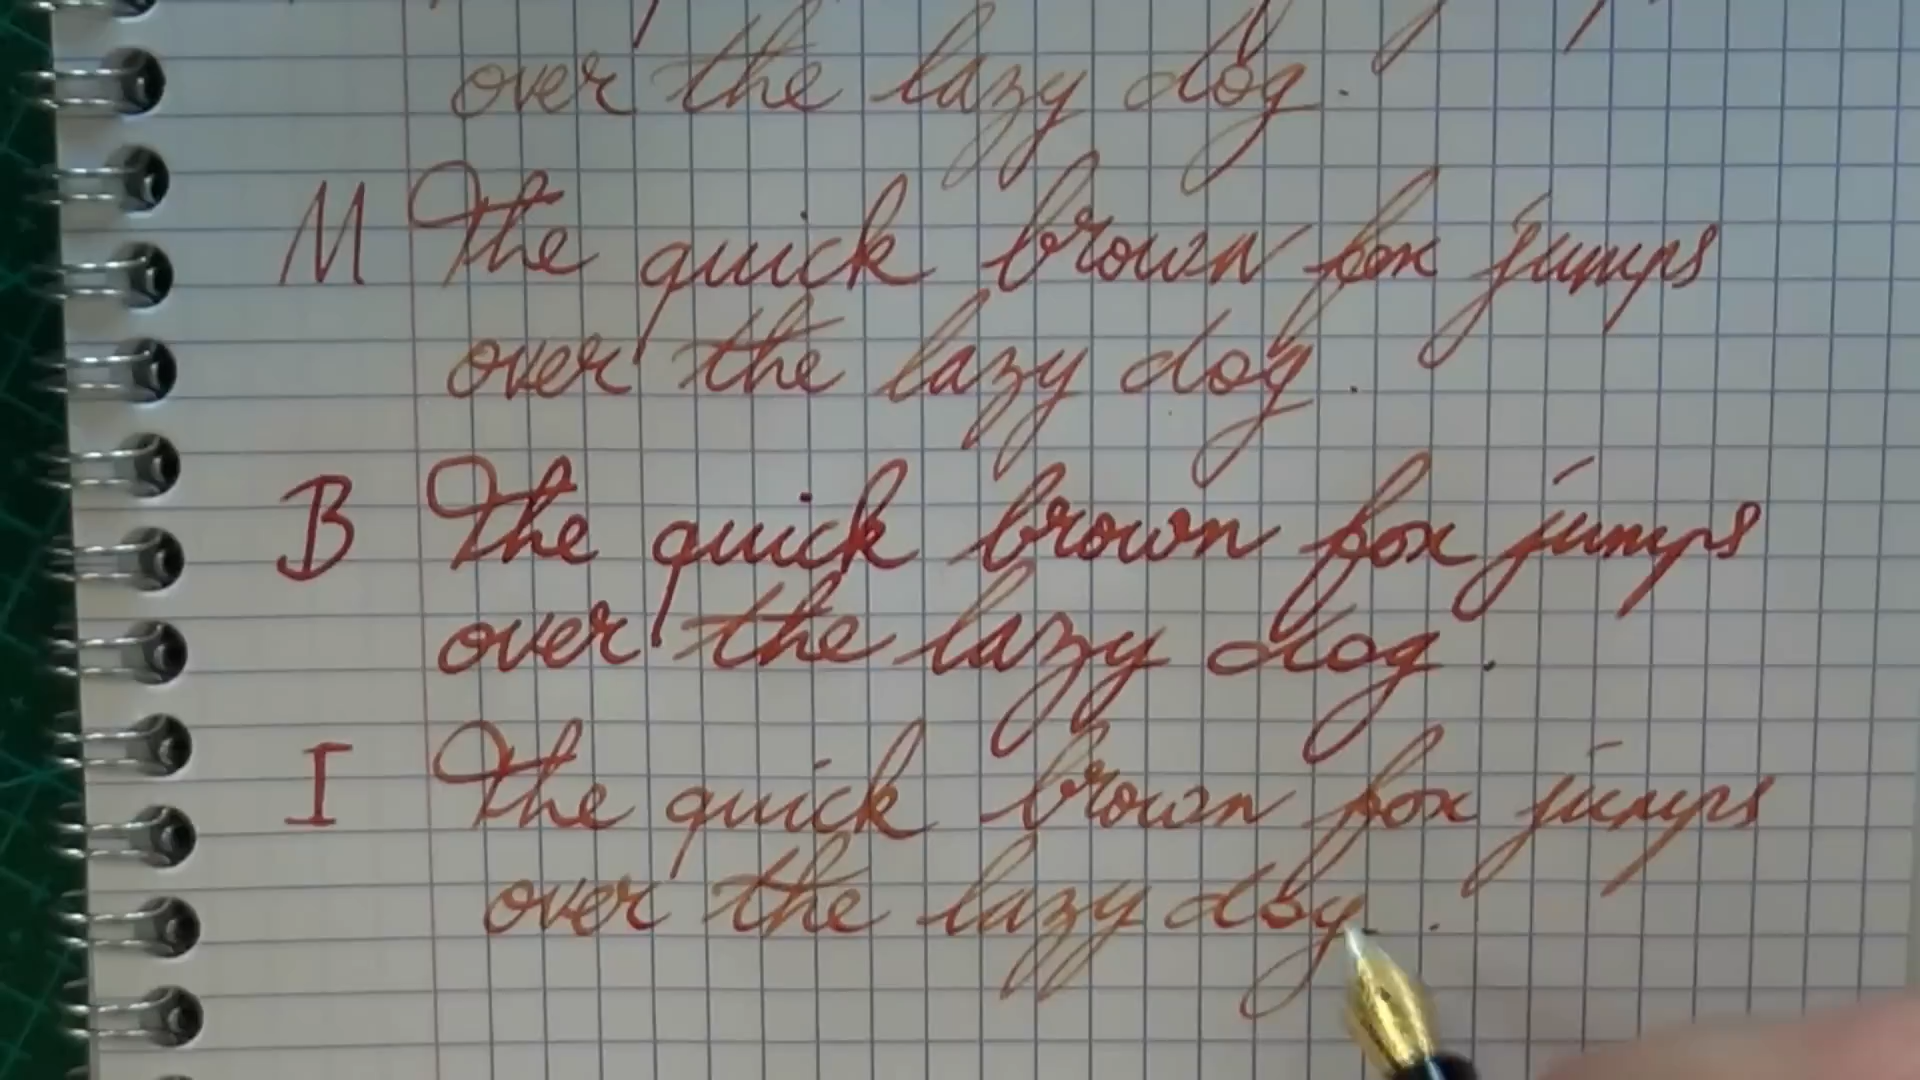 over the lazy dog.
M The quick brown fox jumps
over the lazy dog.
B The quick brown fox jumps
over the lazy dog.
I The quick brown fox jumps
over the lazy dog.